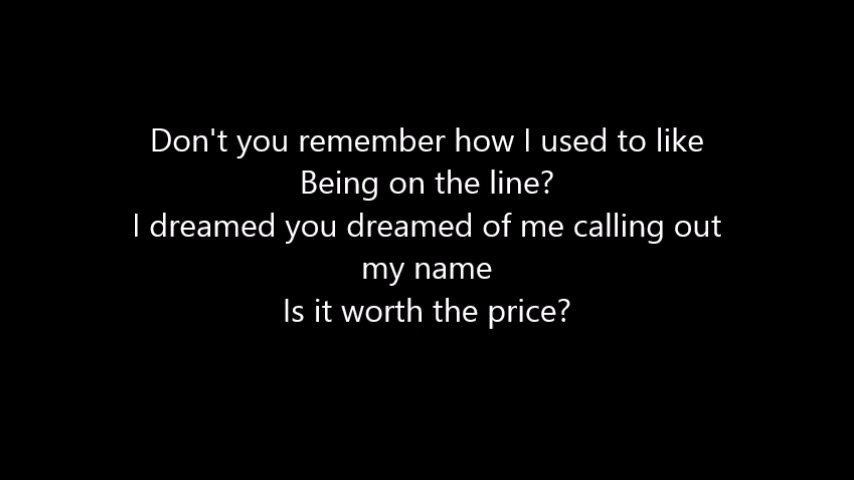 Don't you remember how I used to like
Being on the line?
I dreamed you dreamed of me calling out
my name
Is it worth the price?